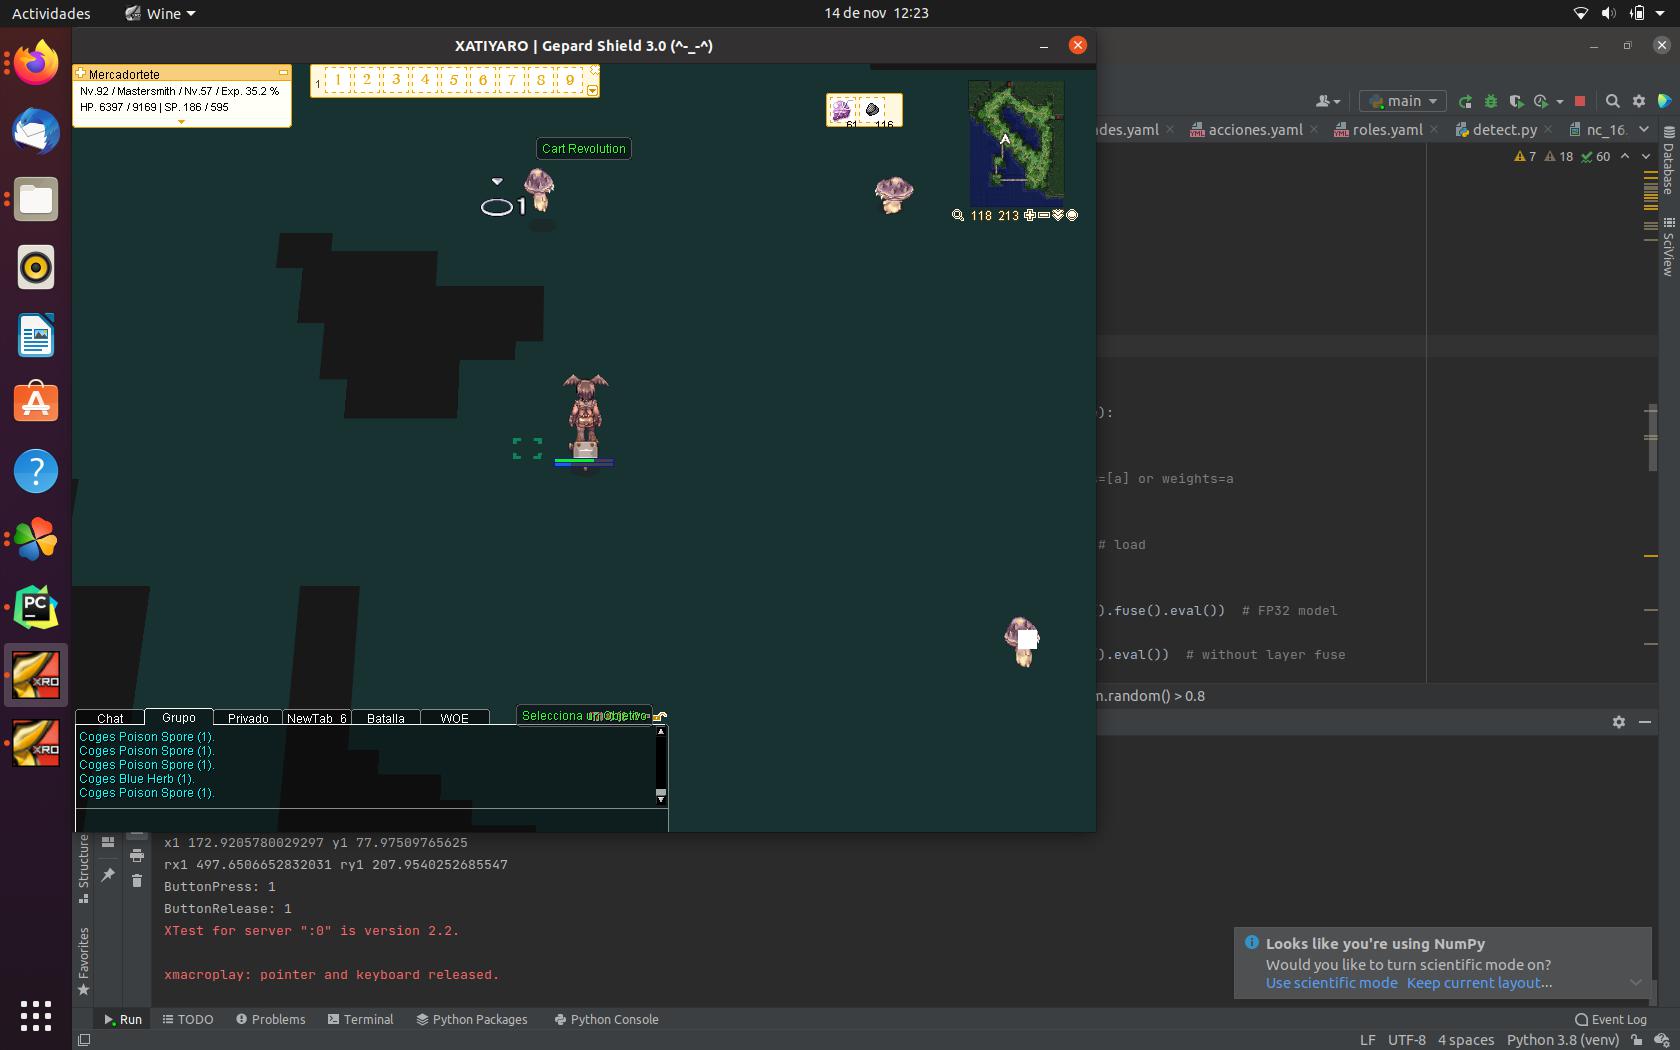 Actividades
Wine
14 de nov 12:23
XATIYARO | Gepard Shield 3.0 (^-_-^)
Mercadortete
Nv.92 / Mastersmith / Nv.57 / Exp. 35.2 %
HP. 6397 / 9169 | SP. 186 / 595
1 1 2 3 4 5 6 7 8 9
61 116
118 213
Cart Revolution
1
main
des.yaml acciones.yaml roles.yaml detect.py nc_16.
7 18 60
Database
SciView
):
=[a] or weights=a
# load
).fuse().eval()) # FP32 model
).eval()) # without layer fuse
m.random() > 0.8
PC
XRO
XRO
Chat Grupo Privado NewTab_6 Batalla WOE
Selecciona un objetivo
Coges Poison Spore (1).
Coges Poison Spore (1).
Coges Poison Spore (1).
Coges Blue Herb (1).
Coges Poison Spore (1).
Structure
Favorites
x1 172.9205780029297 y1 77.97509765625
rx1 497.6506652832031 ry1 207.9540252685547
ButtonPress: 1
ButtonRelease: 1
XTest for server ":0" is version 2.2.
xmacroplay: pointer and keyboard released.
Looks like you're using NumPy
Would you like to turn scientific mode on?
Use scientific mode Keep current layout...
Run TODO Problems Terminal Python Packages Python Console Event Log
LF UTF-8 4 spaces Python 3.8 (venv)